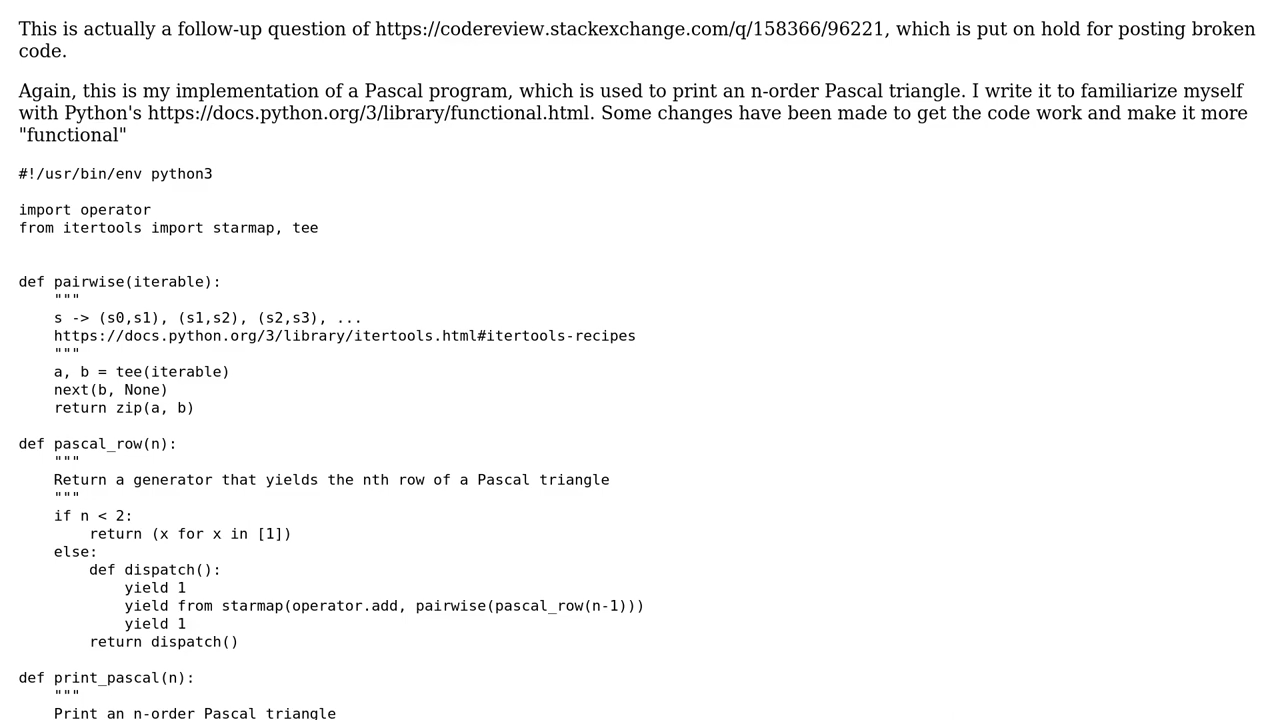 This is actually a follow-up question of https://codereview.stackexchange.com/q/158366/96221, which is put on hold for posting broken
code.
Again, this is my implementation of a Pascal program, which is used to print an n-order Pascal triangle. I write it to familiarize myself
with Python's https://docs.python.org/3/library/functional.html. Some changes have been made to get the code work and make it more
"functional"
#!/usr/bin/env python3
import operator
from itertools import starmap, tee
def pairwise(iterable):
    """
    s -> (s0,s1), (s1,s2), (s2,s3), ...
    https://docs.python.org/3/library/itertools.html#itertools-recipes
    """
    a, b = tee(iterable)
    next(b, None)
    return zip(a, b)
def pascal_row(n):
    """
    Return a generator that yields the nth row of a Pascal triangle
    """
    if n < 2:
        return (x for x in [1])
    else:
        def dispatch():
            yield 1
            yield from starmap(operator.add, pairwise(pascal_row(n-1)))
            yield 1
        return dispatch()
def print_pascal(n):
    """
    Print an n-order Pascal triangle